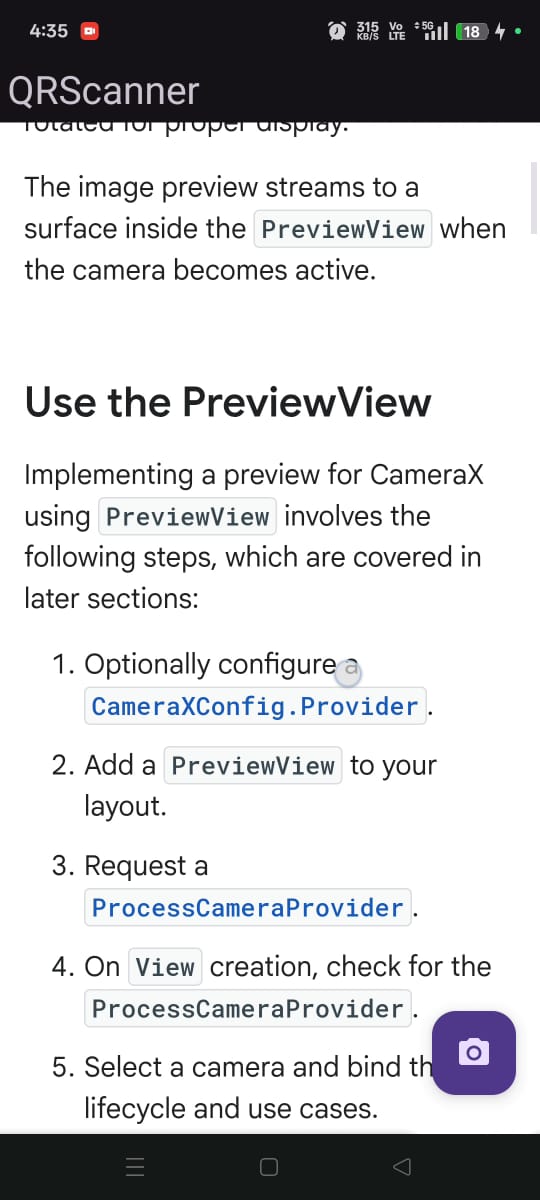 4:35
315 KB/S Vo LTE 5G 18
QRScanner
rotated for proper display.
The image preview streams to a
surface inside the PreviewView when
the camera becomes active.
Use the PreviewView
Implementing a preview for CameraX
using PreviewView involves the
following steps, which are covered in
later sections:
1. Optionally configure a
CameraXConfig.Provider.
2. Add a PreviewView to your
layout.
3. Request a
ProcessCameraProvider.
4. On View creation, check for the
ProcessCameraProvider.
5. Select a camera and bind th
lifecycle and use cases.